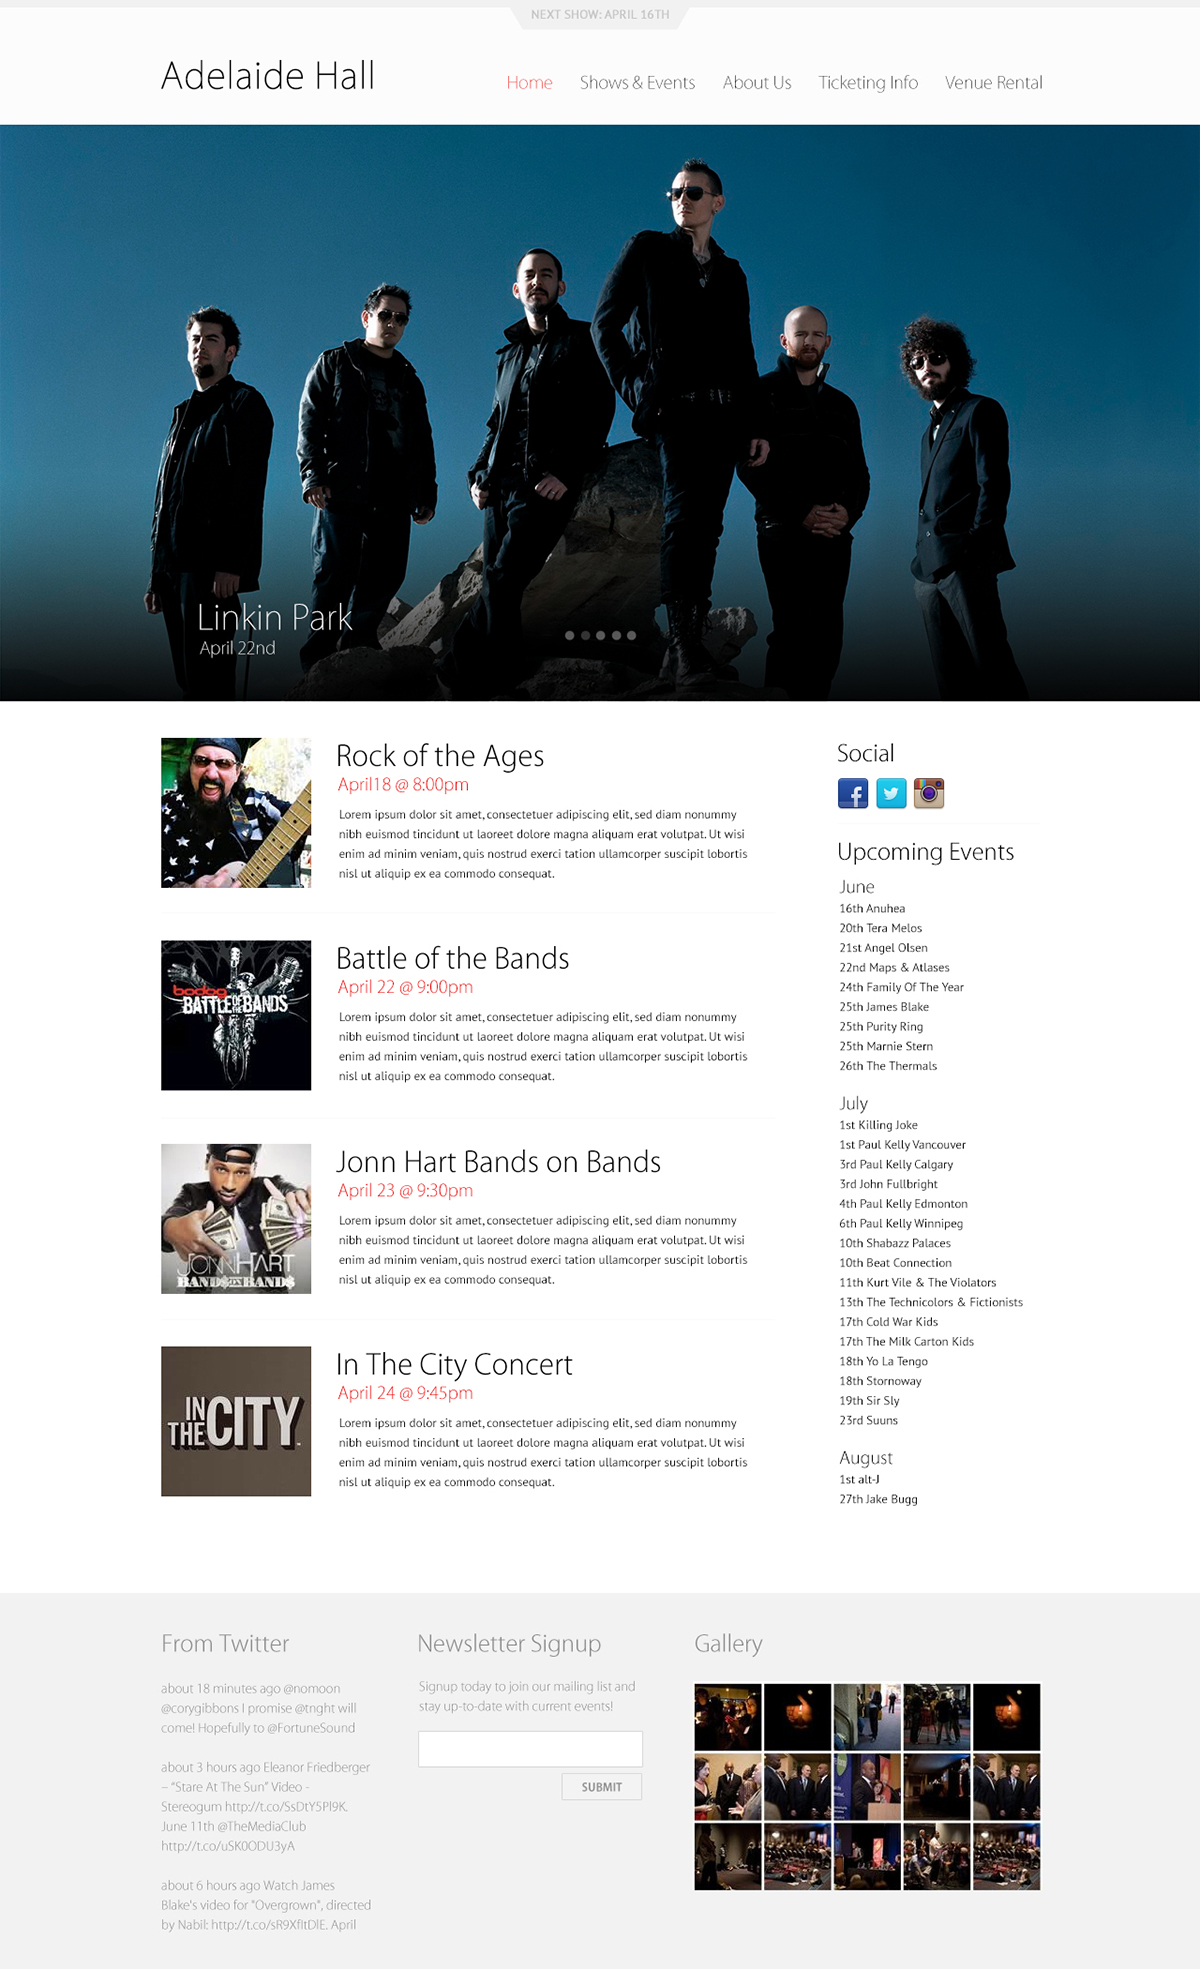 NEXT SHOW: APRIL 16TH
Adelaide Hall
Home Shows & Events About Us Ticketing Info Venue Rental
Linkin Park
April 22nd
Rock of the Ages
April18 @ 8:00pm
Lorem ipsum dolor sit amet, consectetuer adipiscing elit, sed diam nonummy
nibh euismod tincidunt ut laoreet dolore magna aliquam erat volutpat. Ut wisi
enim ad minim veniam, quis nostrud exerci tation ullamcorper suscipit lobortis
nisl ut aliquip ex ea commodo consequat.
bodog
BATTLE OF THE BANDS
Battle of the Bands
April 22 @ 9:00pm
Lorem ipsum dolor sit amet, consectetuer adipiscing elit, sed diam nonummy
nibh euismod tincidunt ut laoreet dolore magna aliquam erat volutpat. Ut wisi
enim ad minim veniam, quis nostrud exerci tation ullamcorper suscipit lobortis
nisl ut aliquip ex ea commodo consequat.
JONN HART
BAND$ ON BAND$
Jonn Hart Bands on Bands
April 23 @ 9:30pm
Lorem ipsum dolor sit amet, consectetuer adipiscing elit, sed diam nonummy
nibh euismod tincidunt ut laoreet dolore magna aliquam erat volutpat. Ut wisi
enim ad minim veniam, quis nostrud exerci tation ullamcorper suscipit lobortis
nisl ut aliquip ex ea commodo consequat.
IN THE CITY
In The City Concert
April 24 @ 9:45pm
Lorem ipsum dolor sit amet, consectetuer adipiscing elit, sed diam nonummy
nibh euismod tincidunt ut laoreet dolore magna aliquam erat volutpat. Ut wisi
enim ad minim veniam, quis nostrud exerci tation ullamcorper suscipit lobortis
nisl ut aliquip ex ea commodo consequat.
Social
Upcoming Events
June
16th Anuhea
20th Tera Melos
21st Angel Olsen
22nd Maps & Atlases
24th Family Of The Year
25th James Blake
25th Purity Ring
25th Marnie Stern
26th The Thermals
July
1st Killing Joke
1st Paul Kelly Vancouver
3rd Paul Kelly Calgary
3rd John Fullbright
4th Paul Kelly Edmonton
6th Paul Kelly Winnipeg
10th Shabazz Palaces
10th Beat Connection
11th Kurt Vile & The Violators
13th The Technicolors & Fictionists
17th Cold War Kids
17th The Milk Carton Kids
18th Yo La Tengo
18th Stornoway
19th Sir Sly
23rd Suuns
August
1st alt-J
27th Jake Bugg
From Twitter
about 18 minutes ago @nomoon
@corygibbons I promise @tnght will
come! Hopefully to @FortuneSound
about 3 hours ago Eleanor Friedberger
– “Stare At The Sun” Video -
Stereogum http://t.co/SsDtY5Pl9K.
June 11th @TheMediaClub
http://t.co/uSK0ODU3yA
about 6 hours ago Watch James
Blake's video for "Overgrown", directed
by Nabil: http://t.co/sR9XfItDlE. April
Newsletter Signup
Signup today to join our mailing list and
stay up-to-date with current events!
SUBMIT
Gallery